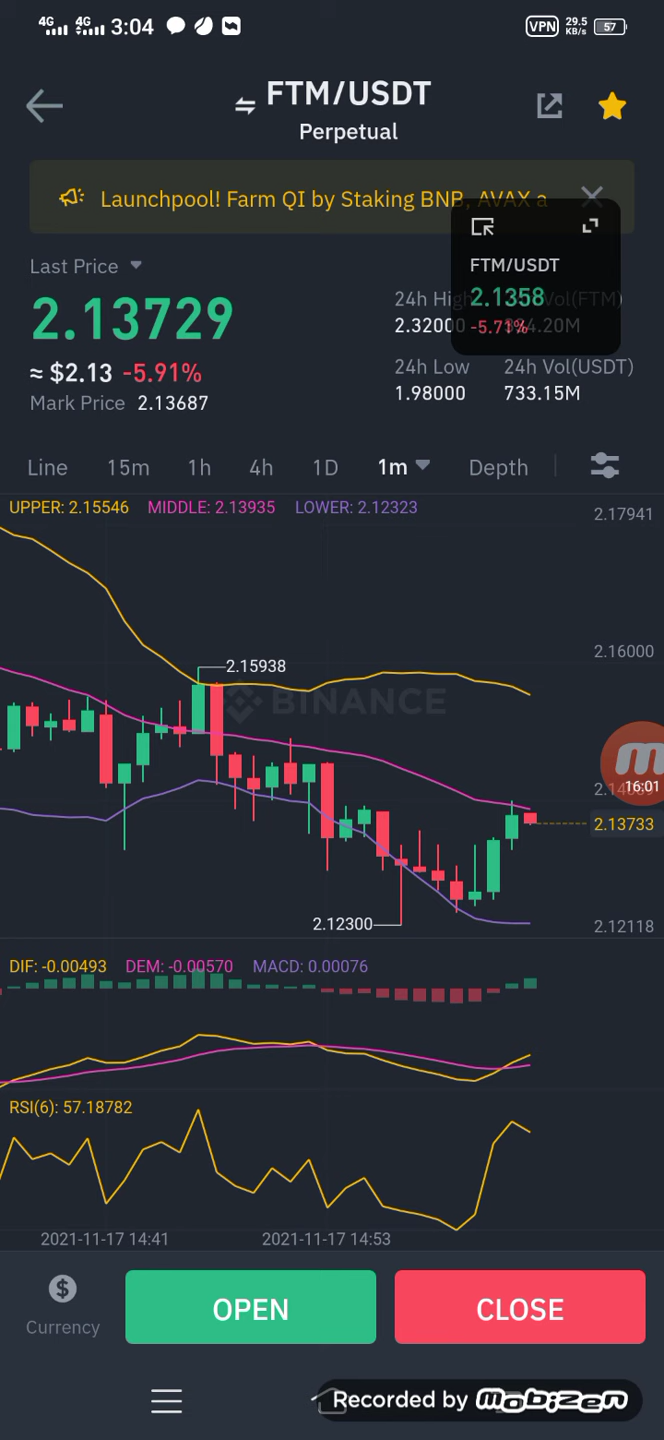 4G 4G 3:04 VPN 29.5 KB/s 57
FTM/USDT
Perpetual
Launchpool! Farm QI by Staking BNB, AVAX a
FTM/USDT
2.1358
-5.71%
Last Price
2.13729
≈ $2.13 -5.91%
Mark Price 2.13687
24h High Vol(FTM)
2.32000 .20M
24h Low 24h Vol(USDT)
1.98000 733.15M
Line 15m 1h 4h 1D 1m Depth
UPPER: 2.15546 MIDDLE: 2.13935 LOWER: 2.12323
2.17941
2.16000
2.15938
BINANCE
16:01
2.13733
2.12300
2.12118
DIF: -0.00493 DEM: -0.00570 MACD: 0.00076
RSI(6): 57.18782
2021-11-17 14:41 2021-11-17 14:53
Currency
OPEN
CLOSE
Recorded by mobizen